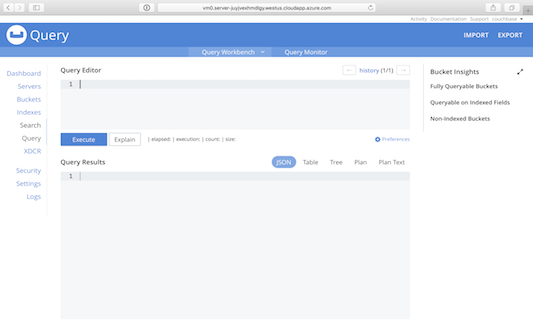 vm0.server-juyjveshmdlgy.westus.cloudapp.azure.com
Activity Documentation Support couchbase
Query
IMPORT EXPORT
Query Workbench Query Monitor
Dashboard
Servers
Buckets
Indexes
Search
Query
XDCR
Security
Settings
Logs
Query Editor
← history (1/1) →
1
Execute Explain | elapsed: | execution: | count: | size: Preferences
Query Results JSON Table Tree Plan Plan Text
1
Bucket Insights
Fully Queryable Buckets
Queryable on Indexed Fields
Non-Indexed Buckets